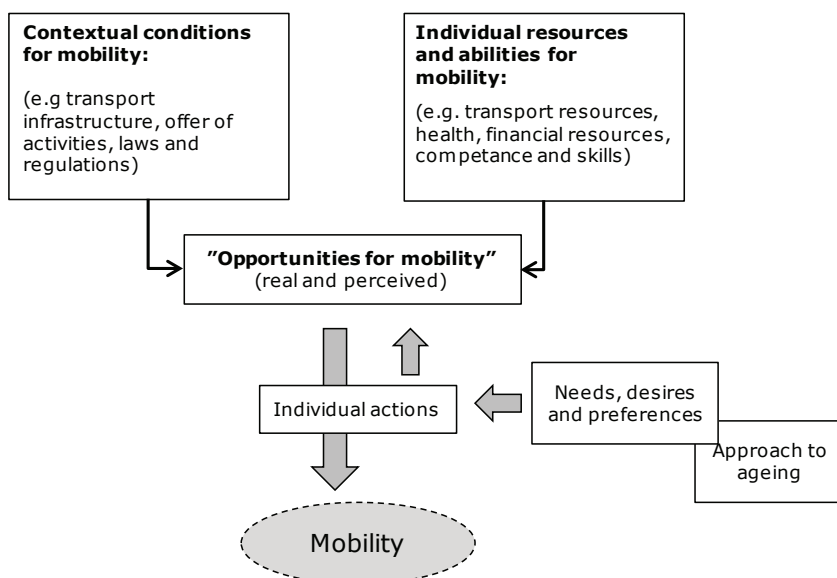 Contextual conditions
for mobility:
(e.g transport
infrastructure, offer of
activities, laws and
regulations)
Individual resources
and abilities for
mobility:
(e.g. transport resources,
health, financial resources,
competance and skills)
”Opportunities for mobility”
(real and perceived)
Individual actions
Needs, desires
and preferences
Approach to
ageing
Mobility